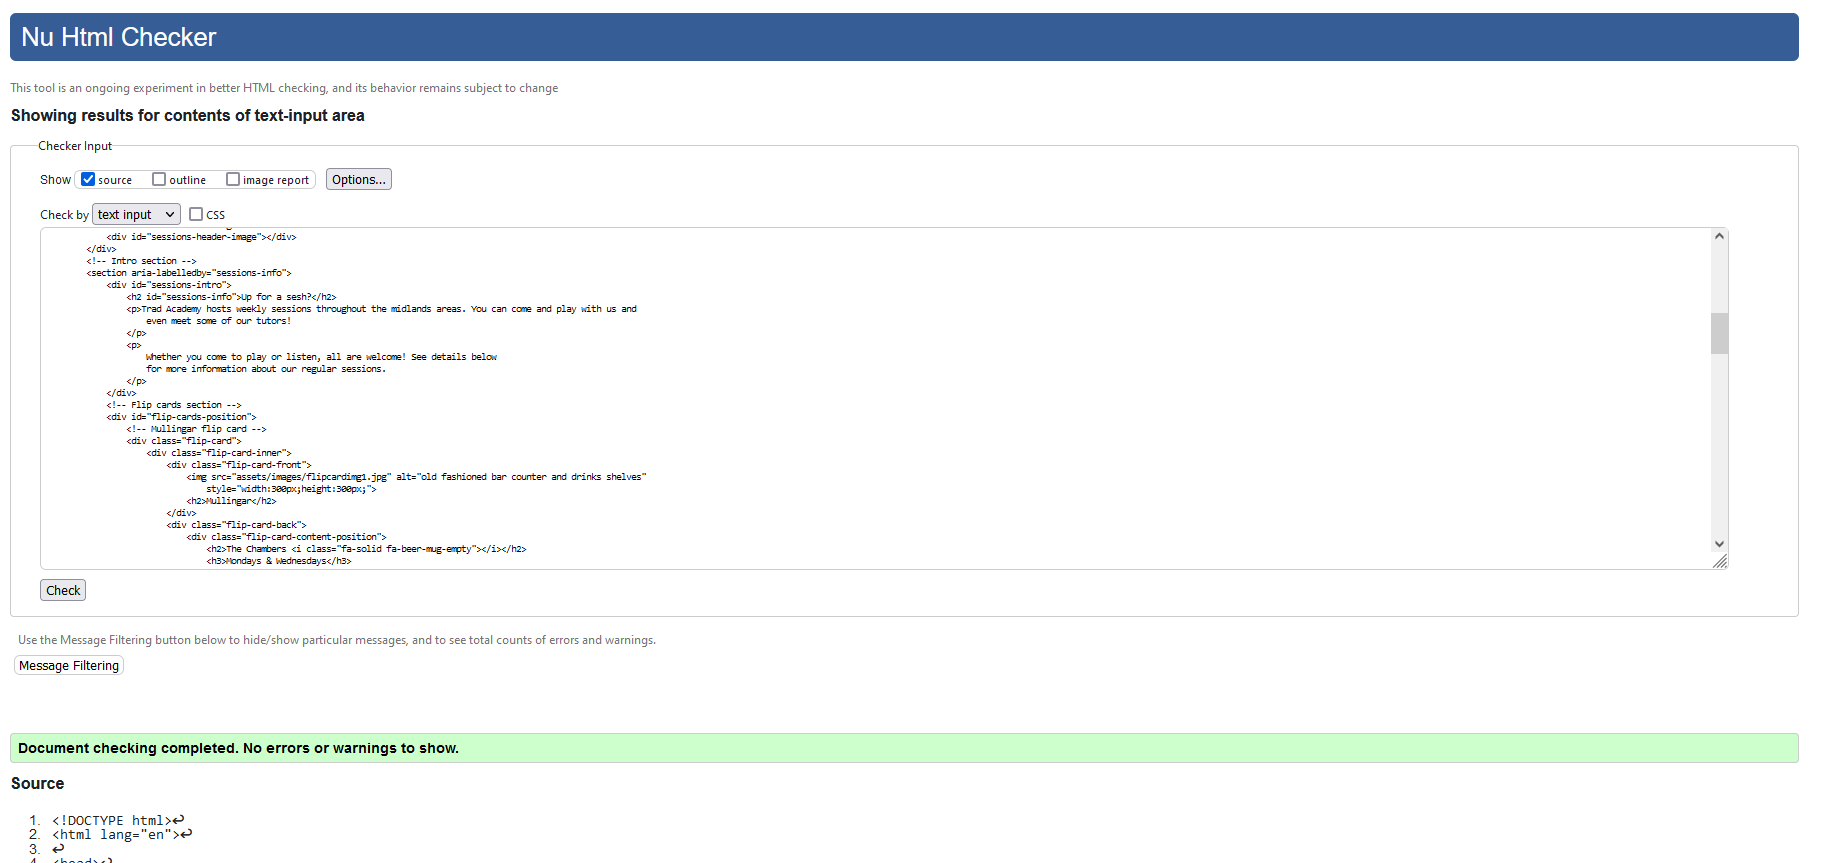 Nu Html Checker
This tool is an ongoing experiment in better HTML checking, and its behavior remains subject to change
Showing results for contents of text-input area
Checker Input
Show source outline image report Options...
Check by text input CSS
<div id="sessions-header-image"></div>
</div>
<!-- Intro section -->
<section aria-labelledby="sessions-info">
<div id="sessions-intro">
<h2 id="sessions-info">Up for a sesh?</h2>
<p>Trad Academy hosts weekly sessions throughout the midlands areas. You can come and play with us and
even meet some of our tutors!
</p>
<p>
Whether you come to play or listen, all are welcome! See details below
for more information about our regular sessions.
</p>
</div>
<!-- Flip cards section -->
<div id="flip-cards-position">
<!-- Mullingar flip card -->
<div class="flip-card">
<div class="flip-card-inner">
<div class="flip-card-front">
<img src="assets/images/flipcardimg1.jpg" alt="old fashioned bar counter and drinks shelves"
style="width:300px;height:300px;">
<h2>Mullingar</h2>
</div>
<div class="flip-card-back">
<div class="flip-card-content-position">
<h2>The Chambers <i class="fa-solid fa-beer-mug-empty"></i></h2>
<h3>Mondays & Wednesdays</h3>
Check
Use the Message Filtering button below to hide/show particular messages, and to see total counts of errors and warnings.
Message Filtering
Document checking completed. No errors or warnings to show.
Source
1. <!DOCTYPE html>↩
2. <html lang="en">↩
3. ↩
4. <head>↩